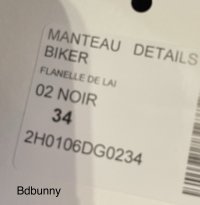 MANTEAU DETAILS
BIKER
FLANELLE DE LAI
02 NOIR
34
2H0106DG0234
Bdbunny